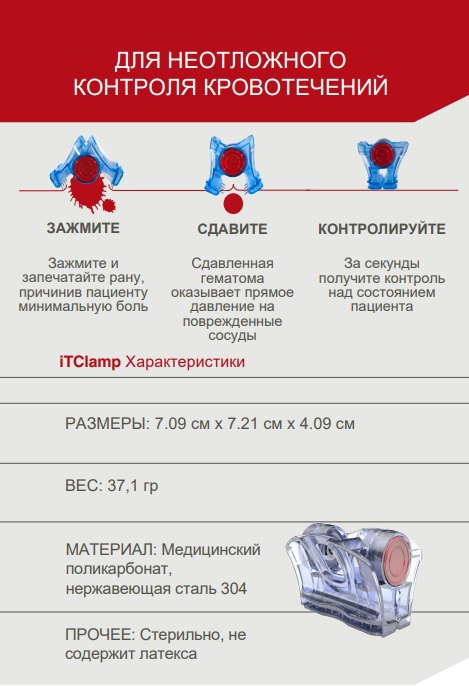 ДЛЯ НЕОТЛОЖНОГО
КОНТРОЛЯ КРОВОТЕЧЕНИЙ
ЗАЖМИТЕ
Зажмите и
запечатайте рану,
причинив пациенту
минимальную боль
СДАВИТЕ
Сдавленная
гематома
оказывает прямое
давление на
поврежденные
сосуды
КОНТРОЛИРУЙТЕ
За секунды
получите контроль
над состоянием
пациента
iTClamp Характеристики
РАЗМЕРЫ: 7.09 см x 7.21 см x 4.09 см
ВЕС: 37,1 гр
МАТЕРИАЛ: Медицинский
поликарбонат,
нержавеющая сталь 304
ПРОЧЕЕ: Стерильно, не
содержит латекса